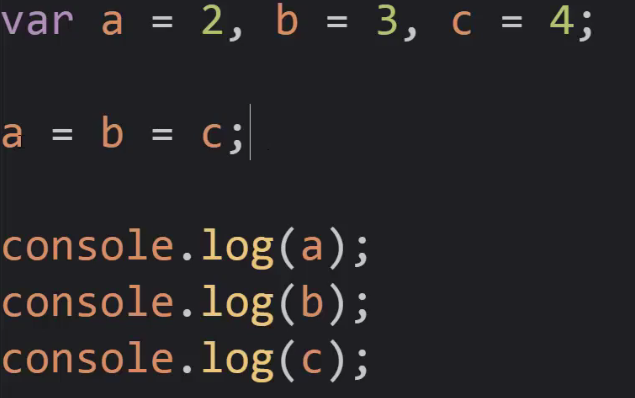 var a = 2, b = 3, c = 4;
a = b = c;
console.log(a);
console.log(b);
console.log(c);